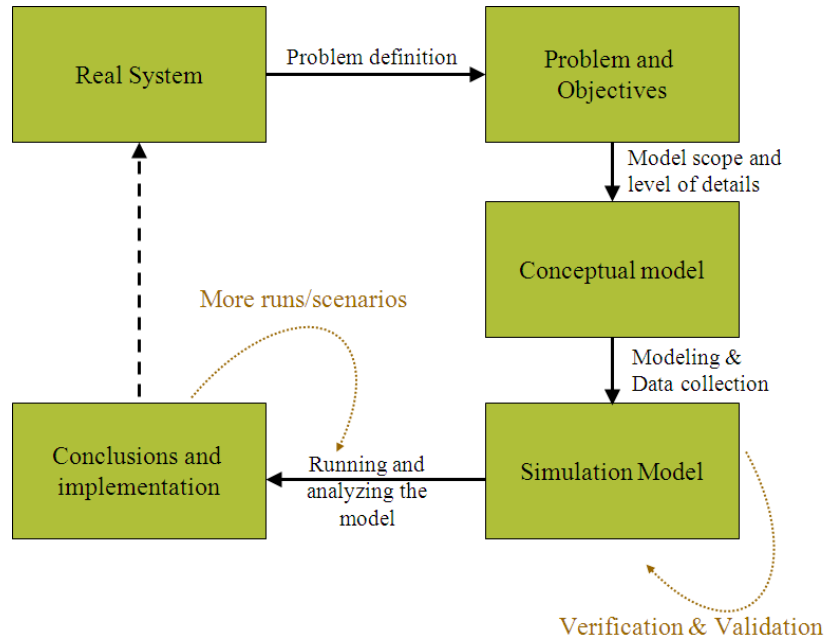 Real System
Problem definition
Problem and
Objectives
Model scope and
level of details
Conceptual model
More runs/scenarios
Modeling &
Data collection
Conclusions and
implementation
Running and
analyzing the
model
Simulation Model
Verification & Validation